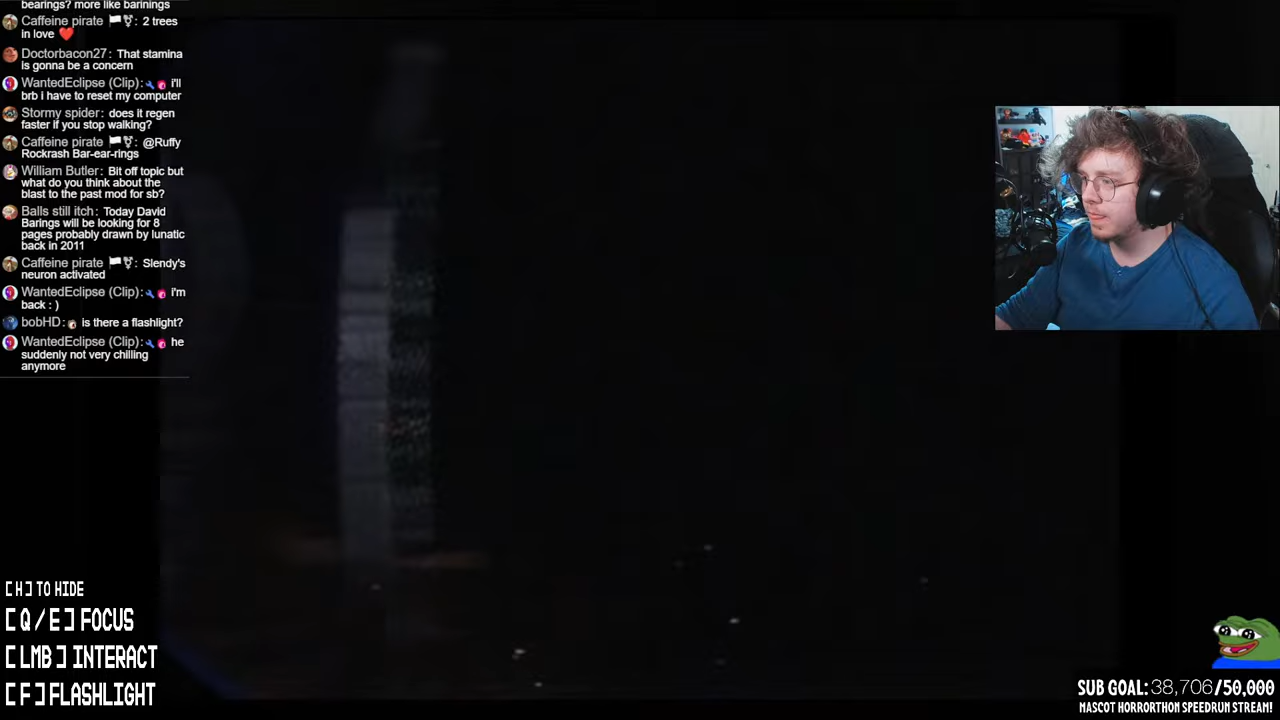 bearings? more like barinings
Caffeine pirate 🏳️‍⚧️: 2 trees
in love ❤️
Doctorbacon27: That stamina
is gonna be a concern
WantedEclipse (Clip): i'll
brb i have to reset my computer
Stormy spider: does it regen
faster if you stop walking?
Caffeine pirate 🏳️‍⚧️: @Ruffy
Rockrash Bar-ear-rings
William Butler: Bit off topic but
what do you think about the
blast to the past mod for sb?
Balls still itch: Today David
Barings will be looking for 8
pages probably drawn by lunatic
back in 2011
Caffeine pirate 🏳️‍⚧️: Slendy's
neuron activated
WantedEclipse (Clip): i'm
back : )
bobHD: is there a flashlight?
WantedEclipse (Clip): he
suddenly not very chilling
anymore
[H] TO HIDE
[Q/E] FOCUS
[LMB] INTERACT
[F] FLASHLIGHT
SUB GOAL: 38,706/50,000
MASCOT HORRORTHON SPEEDRUN STREAM!